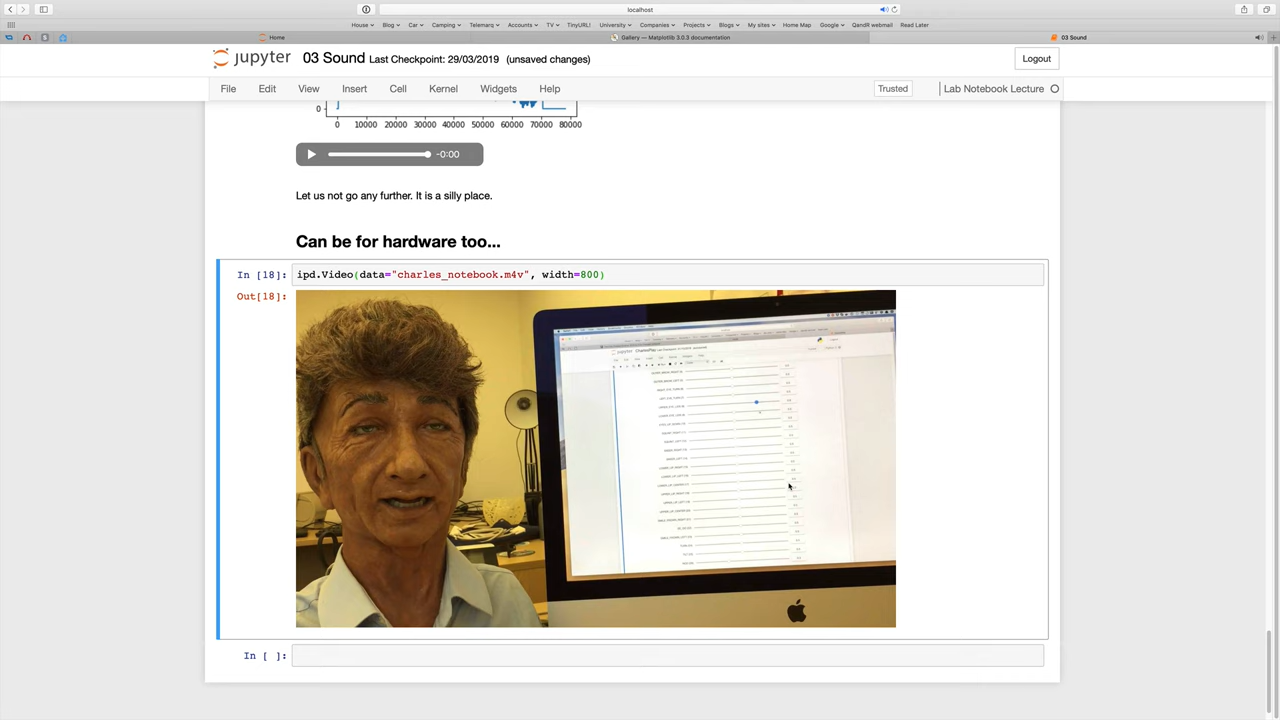 localhost
House Blog Car Camping Telemarq Accounts TV TinyURL! University Companies Projects Blogs My sites Home Map Google QandR webmail Read Later
Home Gallery — Matplotlib 3.0.3 documentation 03 Sound
jupyter 03 Sound Last Checkpoint: 29/03/2019 (unsaved changes) Logout
File Edit View Insert Cell Kernel Widgets Help Trusted Lab Notebook Lecture
0
0 10000 20000 30000 40000 50000 60000 70000 80000
-0:00
Let us not go any further. It is a silly place.
Can be for hardware too...
In [18]: ipd.Video(data="charles_notebook.m4v", width=800)
Out[18]:
jupyter
In [ ]: